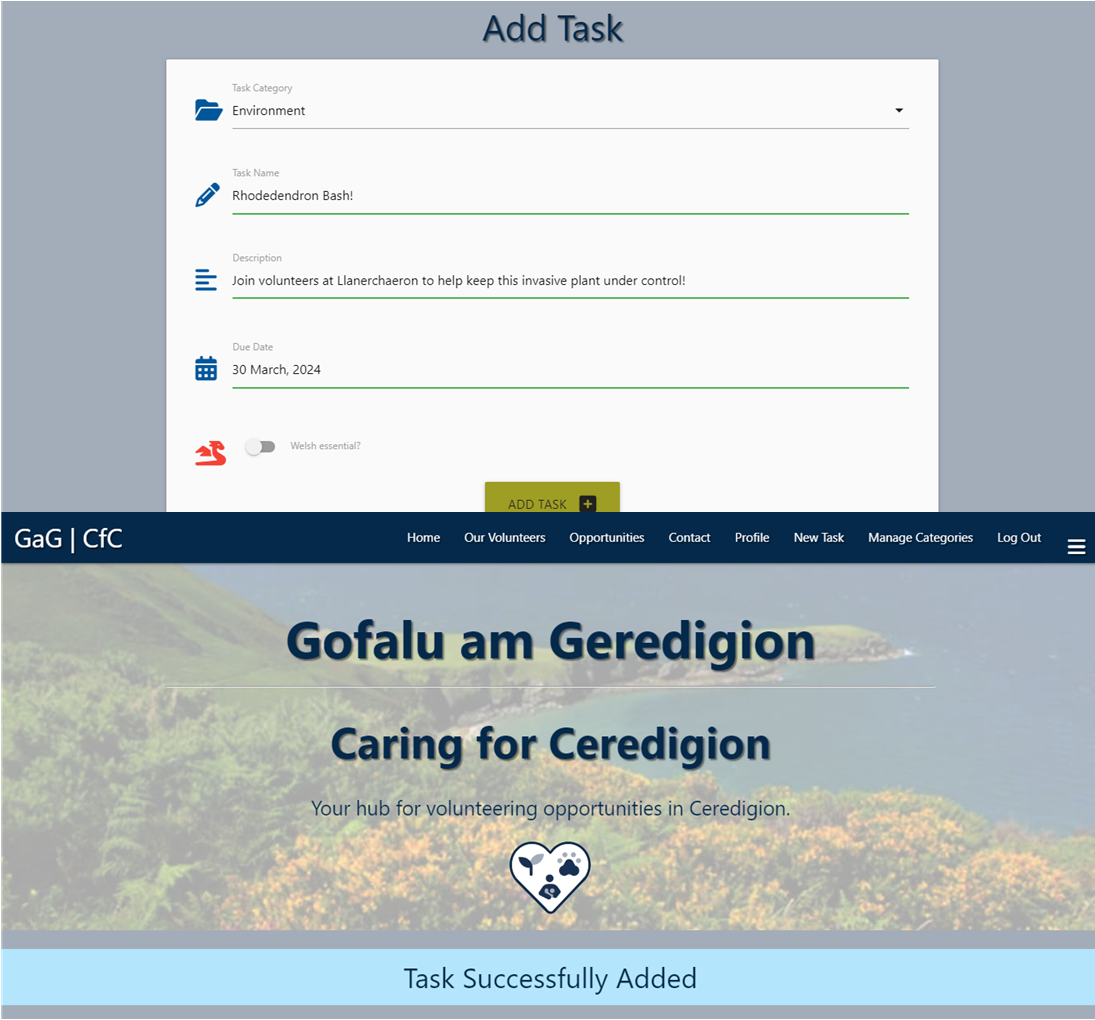 Add Task
Task Category
Environment
Task Name
Rhodedendron Bash!
Description
Join volunteers at Llanerchaeron to help keep this invasive plant under control!
Due Date
30 March, 2024
Welsh essential?
ADD TASK
GaG | CfC Home Our Volunteers Opportunities Contact Profile New Task Manage Categories Log Out
Gofalu am Geredigion
Caring for Ceredigion
Your hub for volunteering opportunities in Ceredigion.
Task Successfully Added